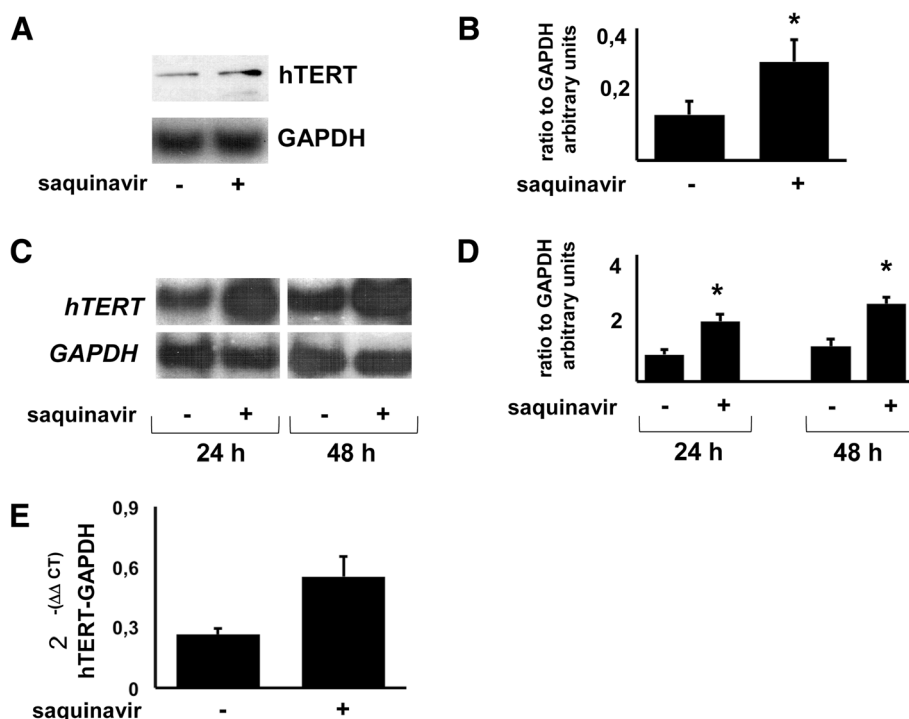 A
hTERT
GAPDH
saquinavir - +
B
ratio to GAPDH
arbitrary units
0,4
0,2
*
saquinavir - +
C
hTERT
GAPDH
saquinavir - + - +
24 h 48 h
D
ratio to GAPDH
arbitrary units
4
2
* *
saquinavir - + - +
24 h 48 h
E
2 -(ΔΔ CT)
hTERT-GAPDH
0,9
0,6
0,3
0
saquinavir - +